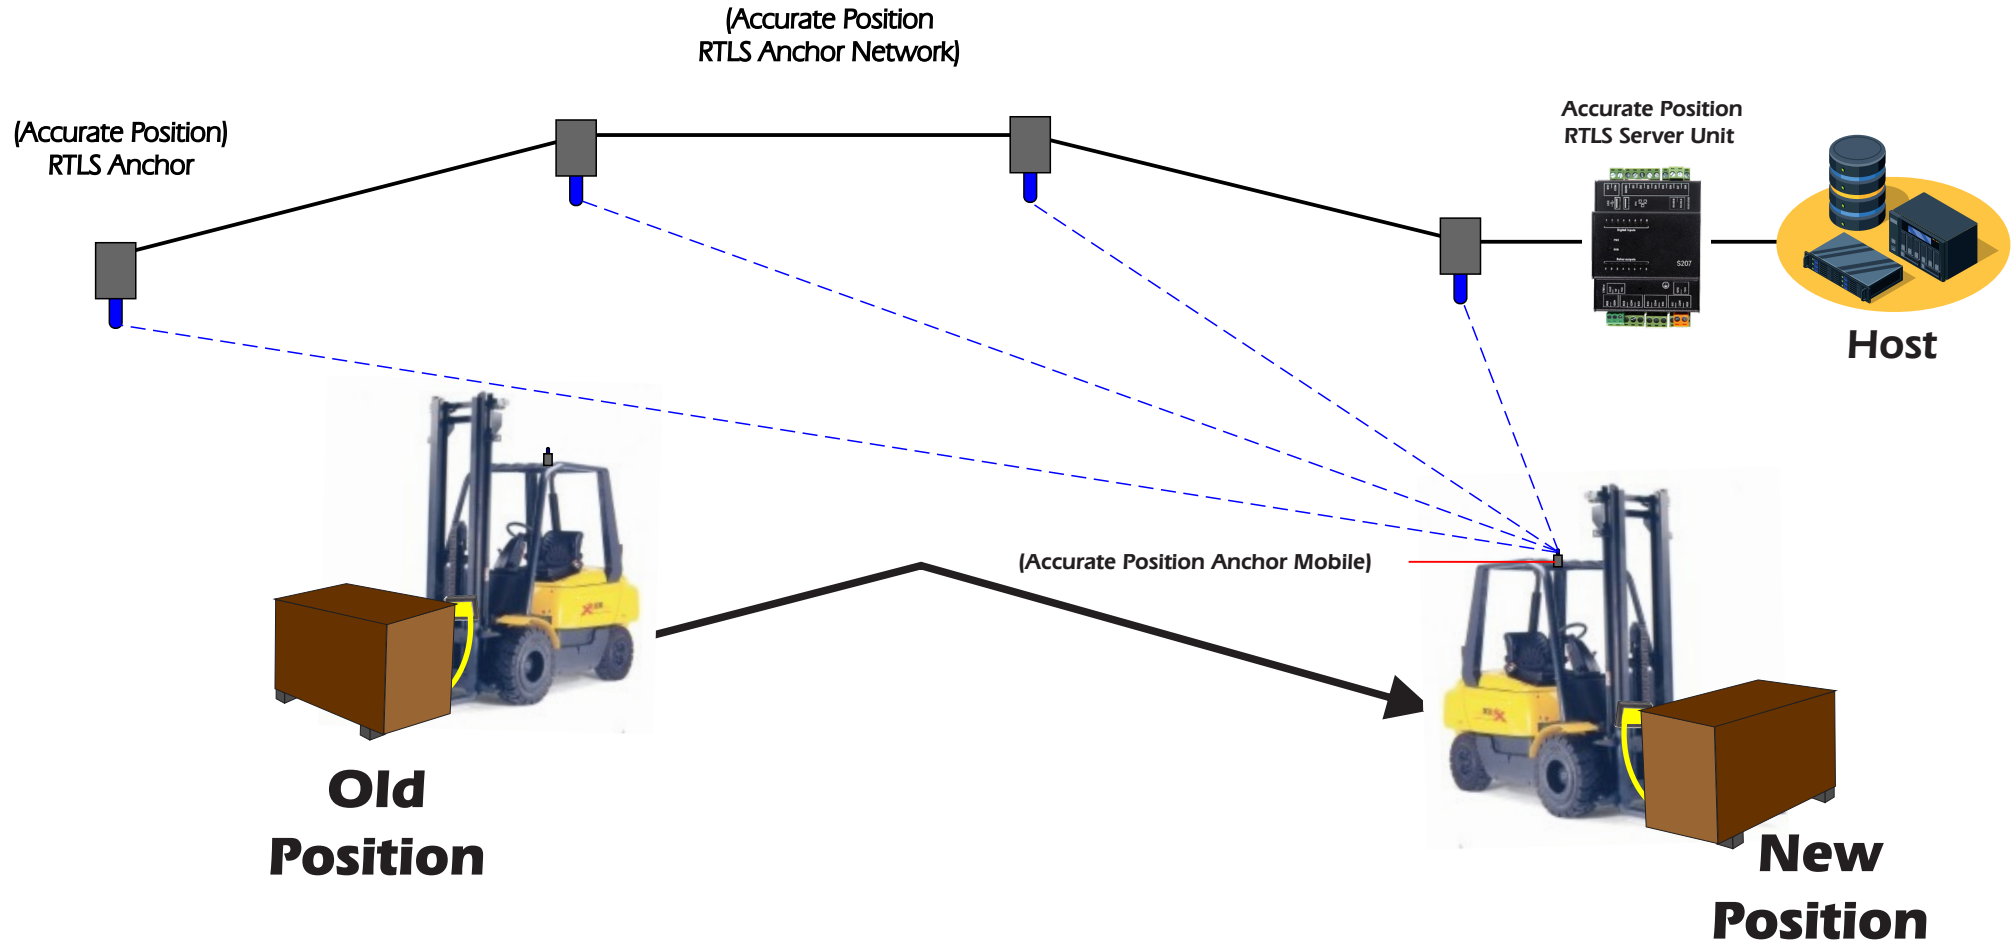 (Accurate Position
RTLS Anchor Network)
(Accurate Position)
RTLS Anchor
Accurate Position
RTLS Server Unit
S207
Host
(Accurate Position Anchor Mobile)
Old
Position
New
Position